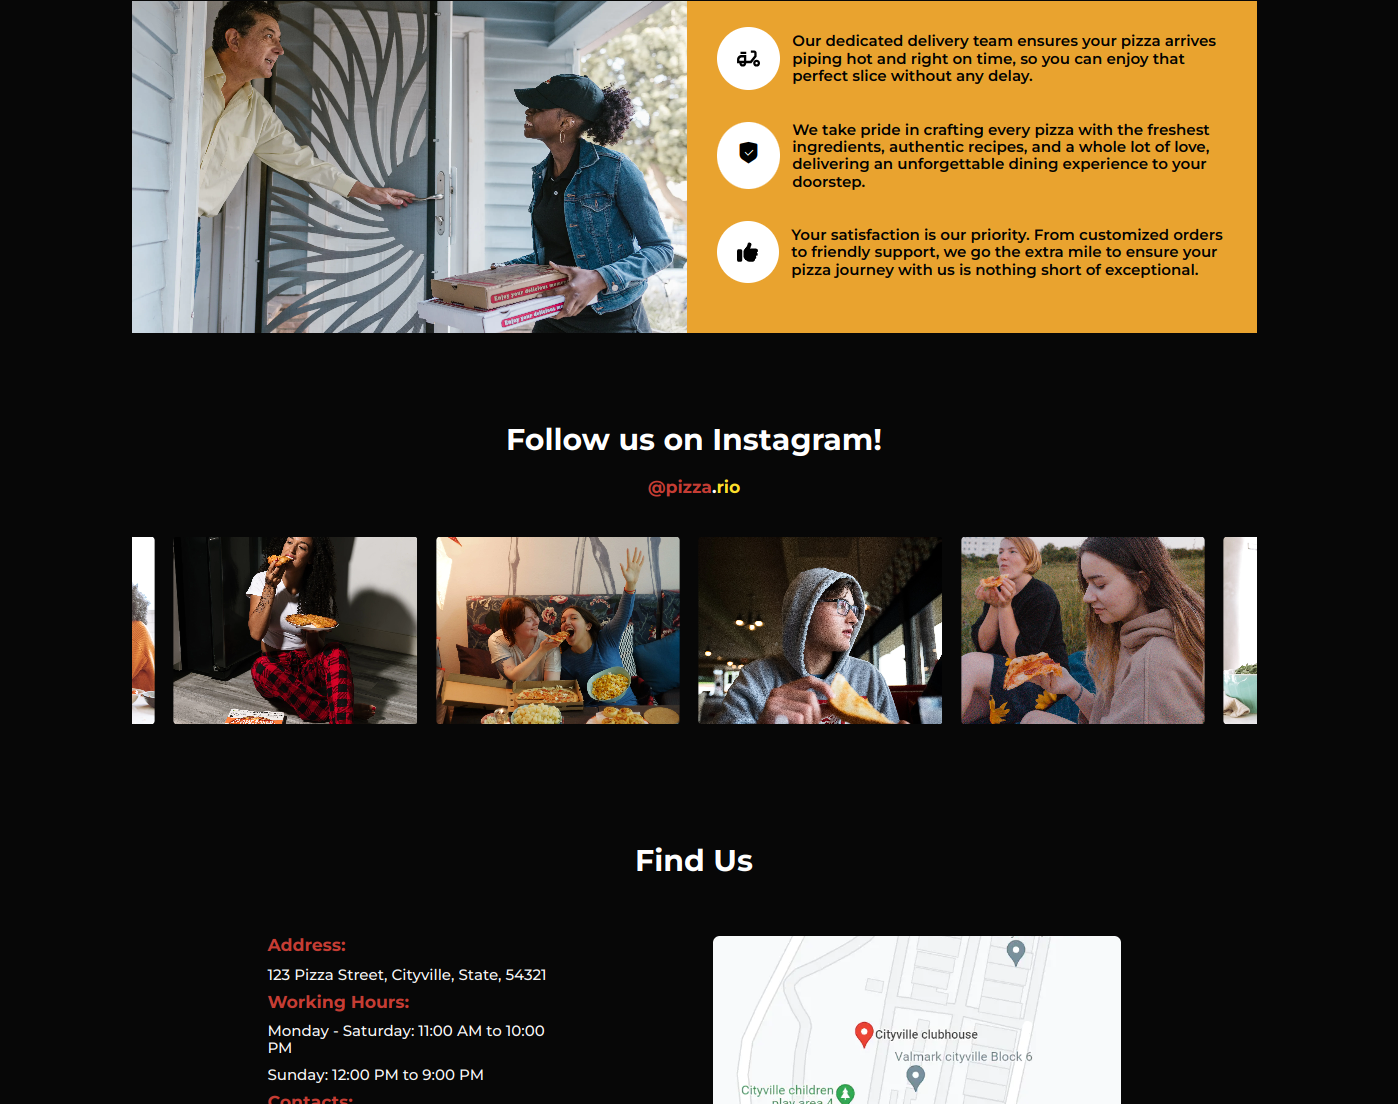 Our dedicated delivery team ensures your pizza arrives
piping hot and right on time, so you can enjoy that
perfect slice without any delay.
We take pride in crafting every pizza with the freshest
ingredients, authentic recipes, and a whole lot of love,
delivering an unforgettable dining experience to your
doorstep.
Your satisfaction is our priority. From customized orders
to friendly support, we go the extra mile to ensure your
pizza journey with us is nothing short of exceptional.
Enjoy your delicious
Enjoy your delicious
Follow us on Instagram!
@pizza.rio
Find Us
Address:
123 Pizza Street, Cityville, State, 54321
Working Hours:
Monday - Saturday: 11:00 AM to 10:00
PM
Sunday: 12:00 PM to 9:00 PM
Contacts:
Cityville clubhouse
Valmark cityville Block 6
Cityville children
play area 4